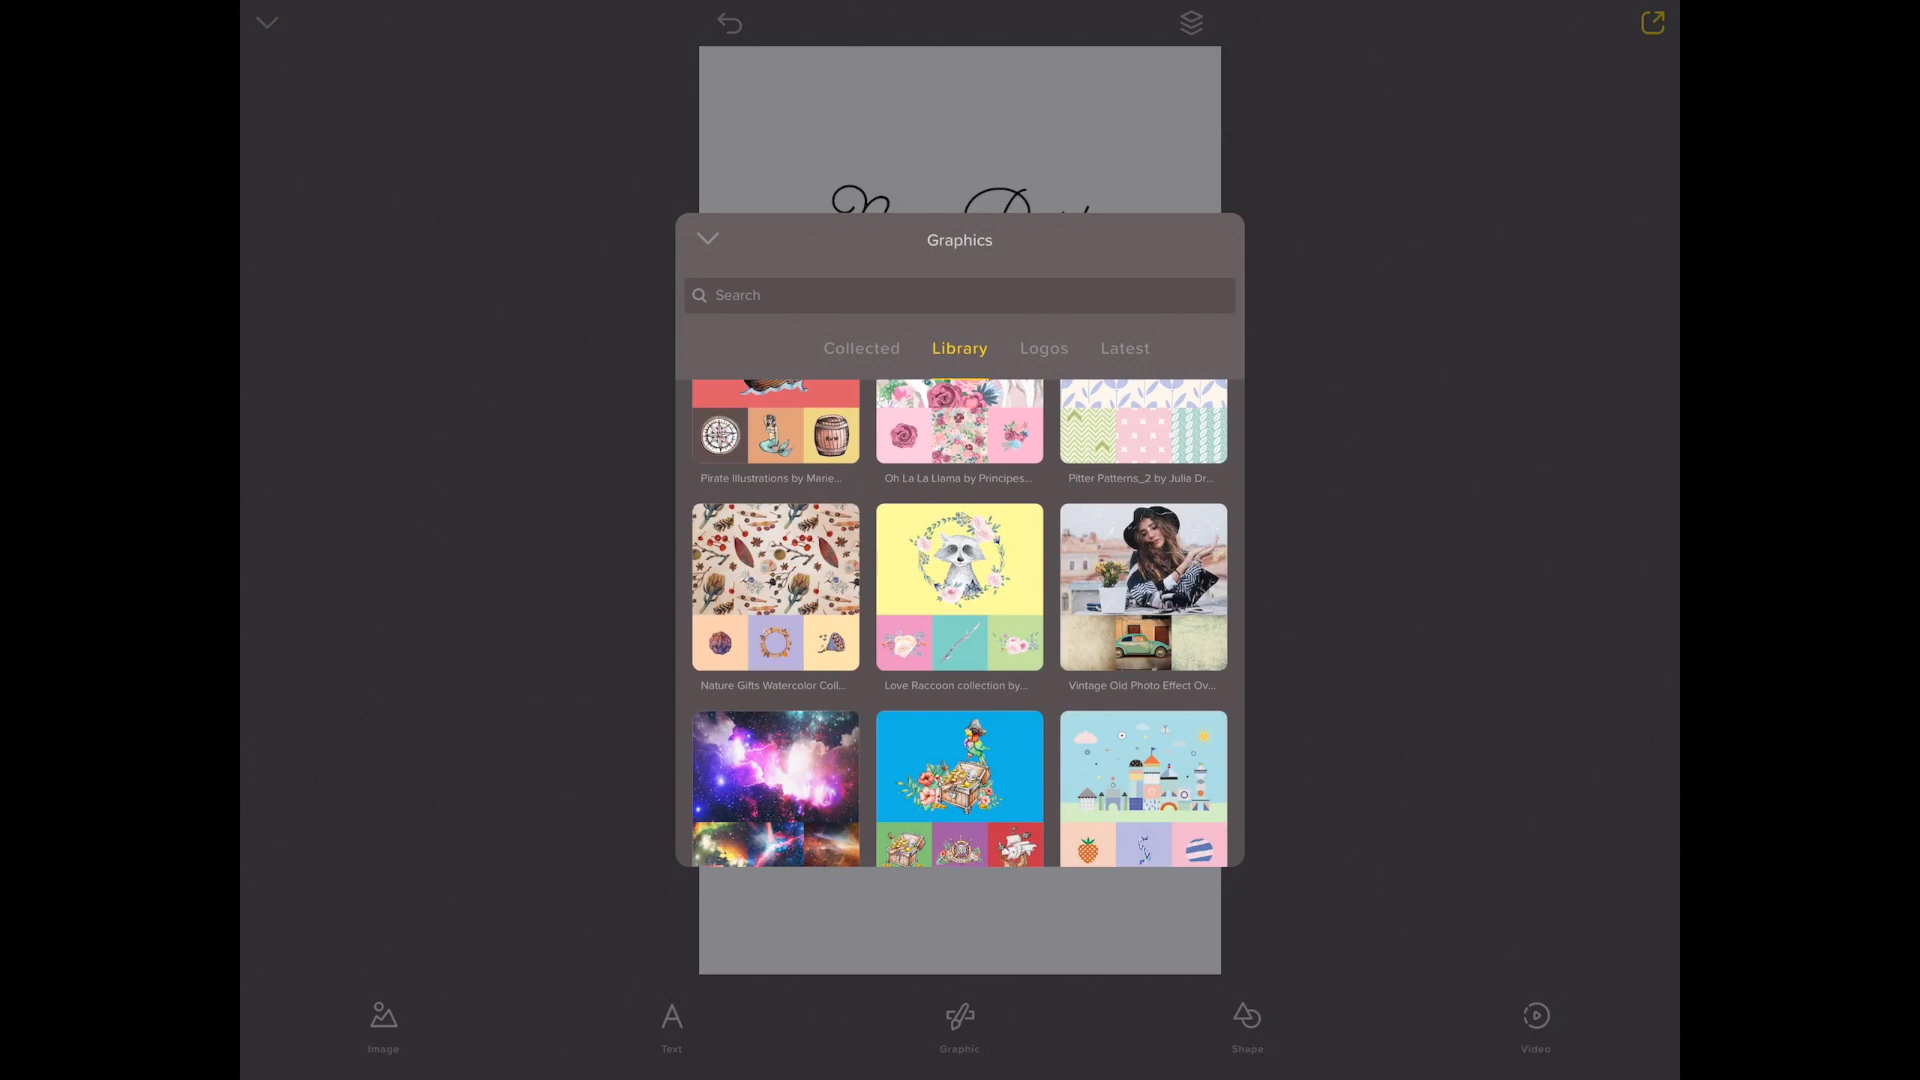 Graphics
Search
Collected Library Logos Latest
Pirate Illustrations by Marie... Oh La La Llama by Principes... Pitter Patterns_2 by Julia Dr...
Nature Gifts Watercolor Coll... Love Raccoon collection by... Vintage Old Photo Effect Ov...
Image Text Graphic Shape Video